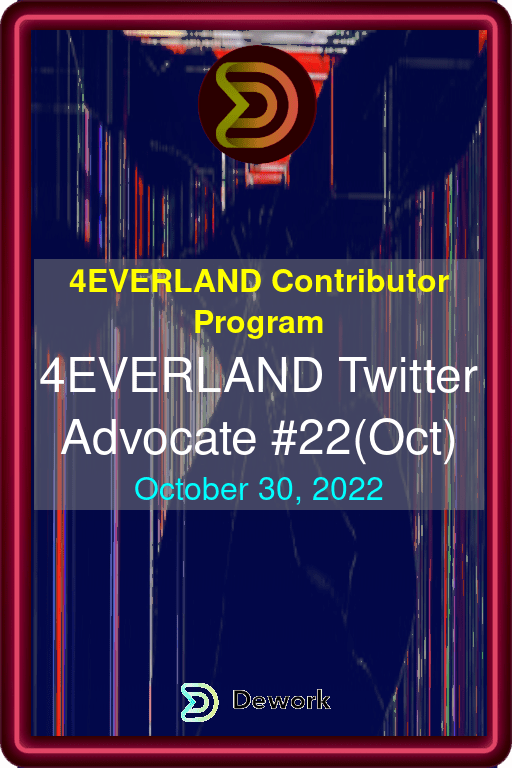 4EVERLAND Contributor
Program
4EVERLAND Twitter
Advocate #22(Oct)
October 30, 2022
Dework